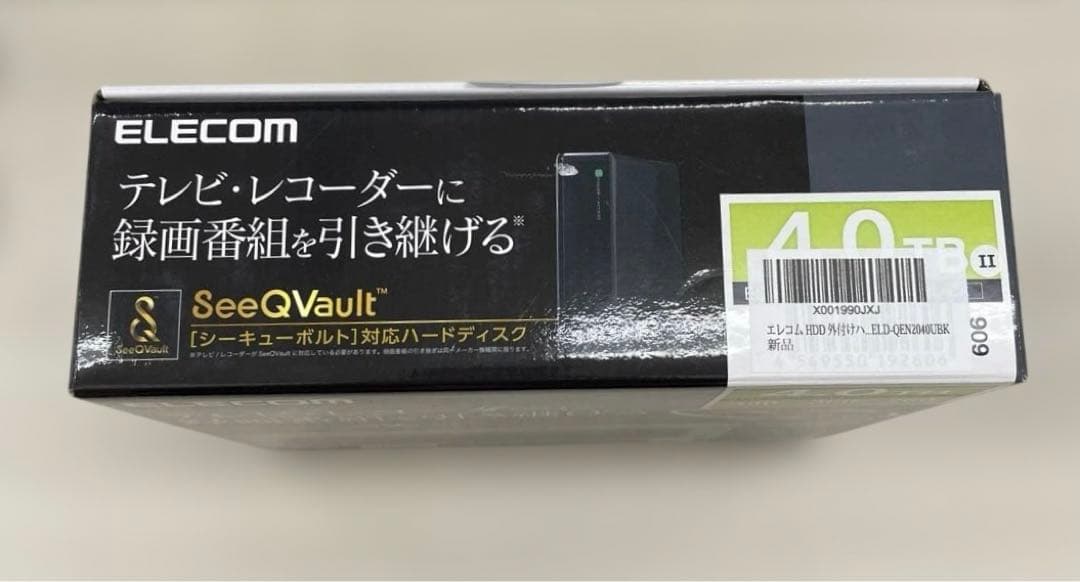 ELECOM
テレビ・レコーダーに
録画番組を引き継げる※
SeeQVault™
[シーキューボルト]対応ハードディスク
SeeQVault
4.0TB
II
X001990JXJ
エレコム HDD 外付けハ...ELD-QEN2040UBK
新品
606
ELECOM